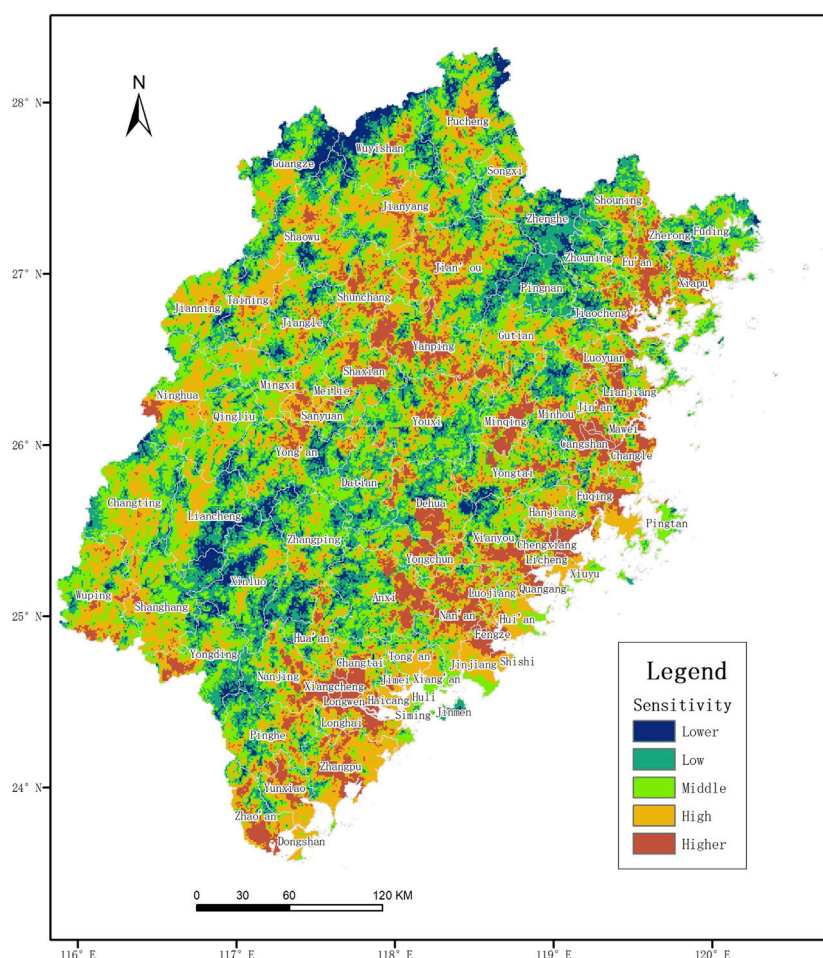 N
28° N
27° N
26° N
25° N
24° N
116° E
117° E
118° E
119° E
120° E
Pucheng
Wuyishan
Guangze
Songxi
Shouning
Jianyang
Zhenghe
Fuding
Zherong
Shaowu
Zhouning
Fu'an
Jian'ou
Xiapu
Pingnan
Shunchang
Taining
Jianning
Jiaocheng
Jiangle
Gutian
Yanping
Luoyuan
Shaxian
Mingxi
Meilie
Lianjiang
Ninghua
Jin'an
Qingliu
Sanyuan
Youxi
Minqing
Minhou
Mawei
Cangshan
Yong'an
Changle
Yongtai
Datian
Fuqing
Changting
Dehua
Hanjiang
Liancheng
Pingtan
Zhangping
Xianyou
Chengxiang
Yongchun
Licheng
Xinluo
Xiuyu
Wuping
Anxi
Luojiang
Quangang
Shanghang
Nan'an
Hui'an
Hua'an
Fengze
Yongding
Changtai
Tong'an
Jinjiang
Shishi
Nanjing
Xiangcheng
Jimei
Xiang'an
Longwen
Haicang
Huli
Siming
Jinmen
Longhai
Pinghe
Zhangpu
Yunxiao
Zhao'an
Dongshan
Legend
Sensitivity
Lower
Low
Middle
High
Higher
0 30 60 120 KM